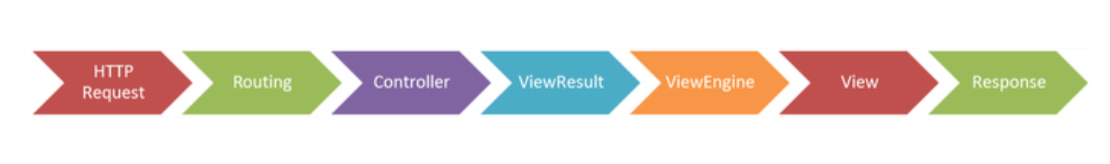 HTTP
Request
Routing
Controller
ViewResult
ViewEngine
View
Response